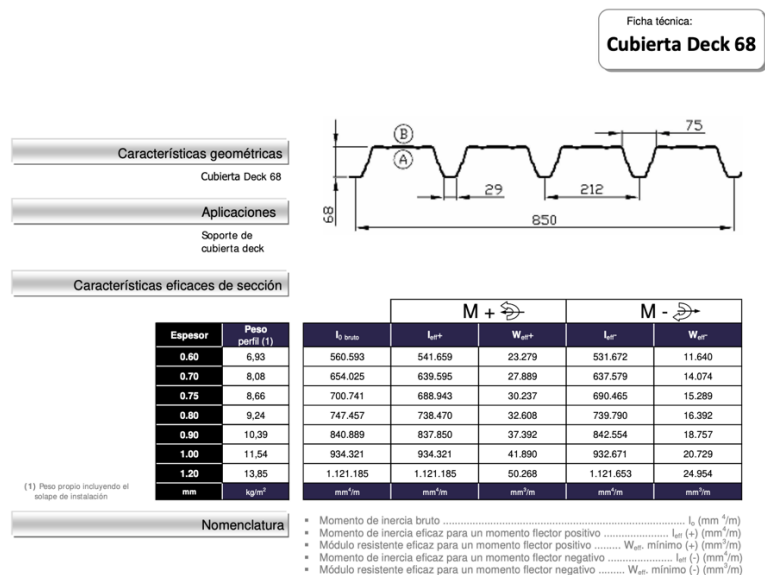 Ficha técnica:
Cubierta Deck 68
Características geométricas
Cubierta Deck 68
Aplicaciones
Soporte de
cubierta deck
75
B
A
29
212
68
850
Características eficaces de sección
M + M -
Espesor Peso perfil (1) I0 bruto Ieff+ Weff+ Ieff- Weff-
0.60 6,93 560.593 541.659 23.279 531.672 11.640
0.70 8,08 654.025 639.595 27.889 637.579 14.074
0.75 8,66 700.741 688.943 30.237 690.465 15.289
0.80 9,24 747.457 738.470 32.608 739.790 16.392
0.90 10,39 840.889 837.850 37.392 842.554 18.757
1.00 11,54 934.321 934.321 41.890 932.671 20.729
1.20 13,85 1.121.185 1.121.185 50.268 1.121.653 24.954
mm kg/m² mm⁴/m mm⁴/m mm³/m mm⁴/m mm³/m
(1) Peso propio incluyendo el
solape de instalación
Nomenclatura
▪ Momento de inercia bruto ........ I₀ (mm ⁴/m)
▪ Momento de inercia eficaz para un momento flector positivo ........ Ieff (+) (mm⁴/m)
▪ Módulo resistente eficaz para un momento flector positivo ........ Weff, mínimo (+) (mm³/m)
▪ Momento de inercia eficaz para un momento flector negativo ........ Ieff (-) (mm⁴/m)
▪ Módulo resistente eficaz para un momento flector negativo ........ Weff, mínimo (-) (mm³/m)